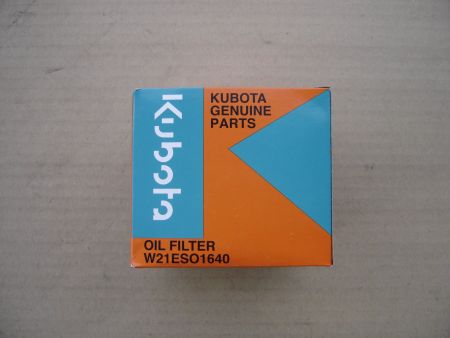 Kubota
KUBOTA
GENUINE
PARTS
OIL FILTER
W21ESO1640